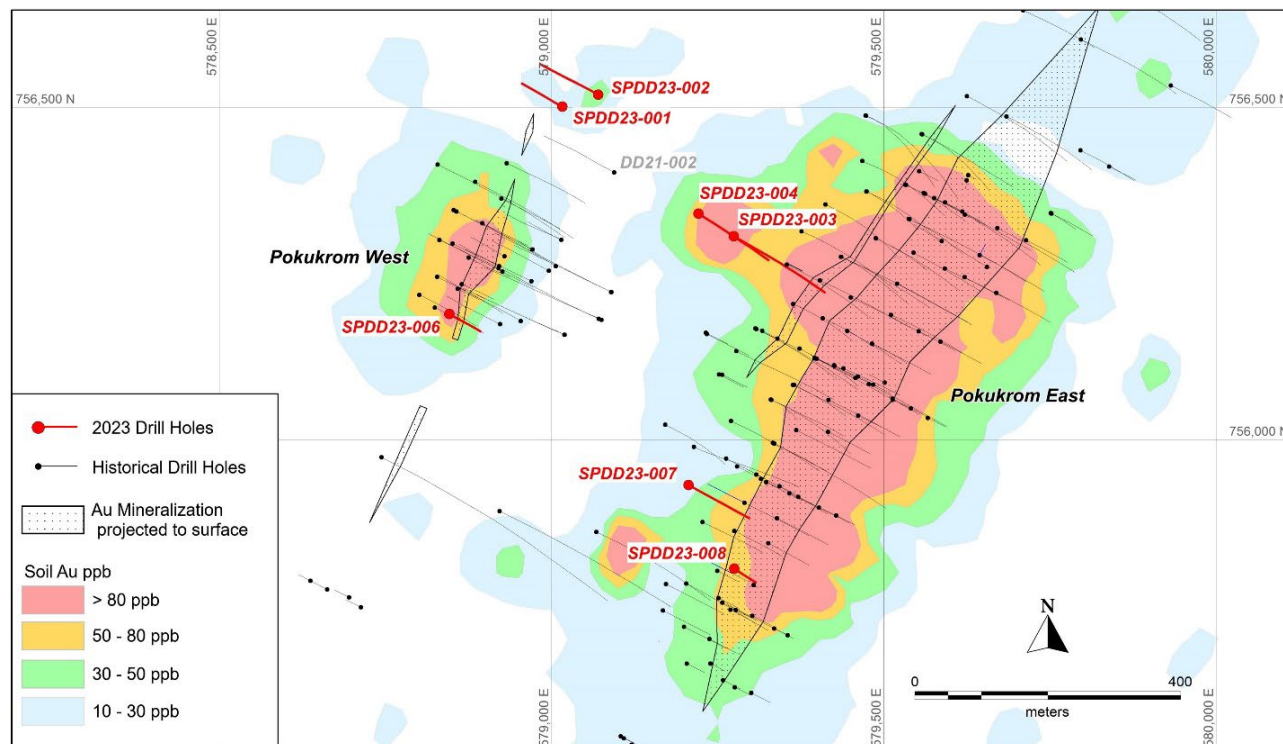 578,500 E
579,000 E
579,500 E
580,000 E
SPDD23-002
756,500 N
756,500 N
SPDD23-001
DD21-002
SPDD23-004
SPDD23-003
Pokukrom West
SPDD23-006
Pokukrom East
2023 Drill Holes
Historical Drill Holes
Au Mineralization
projected to surface
Soil Au ppb
> 80 ppb
50 - 80 ppb
30 - 50 ppb
10 - 30 ppb
756,000 N
SPDD23-007
SPDD23-008
N
0
400
meters
579,000 E
579,500 E
580,000 E